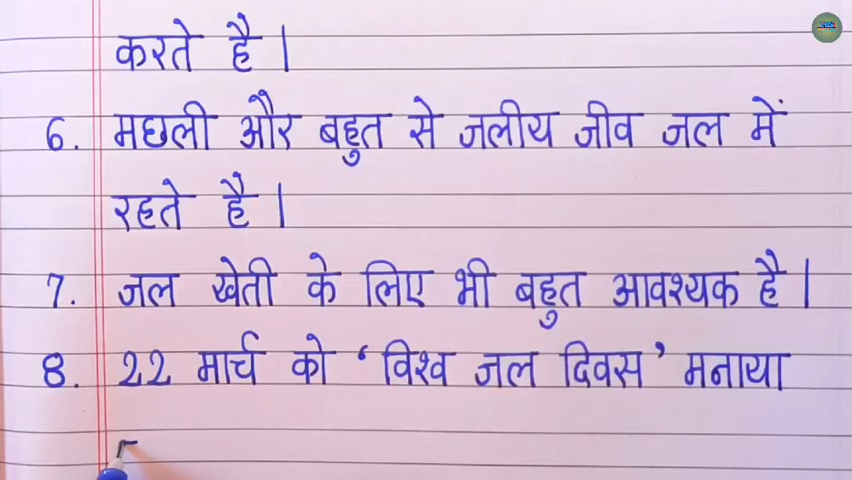 करते है।
6. मछली और बहुत से जलीय जीव जल में
रहते है।
7. जल खेती के लिए भी बहुत आवश्यक है।
8. 22 मार्च को ‘विश्व जल दिवस’ मनाया